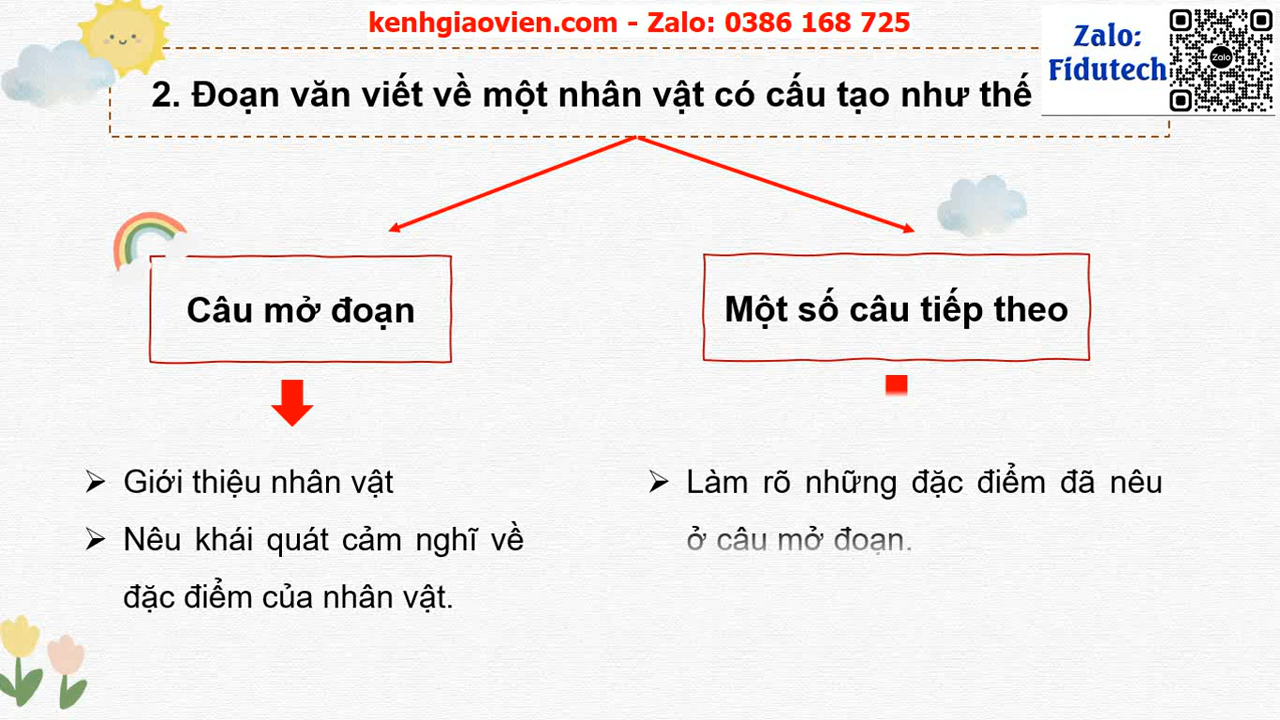 kenhgiaovien.com - Zalo: 0386 168 725
Zalo:
Fidutech
Zalo
2. Đoạn văn viết về một nhân vật có cấu tạo như thế
Câu mở đoạn
Một số câu tiếp theo
Giới thiệu nhân vật
Nêu khái quát cảm nghĩ về
đặc điểm của nhân vật.
Làm rõ những đặc điểm đã nêu
ở câu mở đoạn.